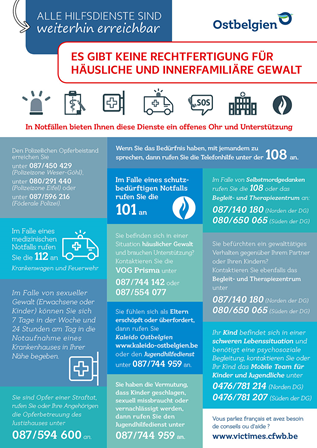 ALLE HILFSDIENSTE SIND
weiterhin erreichbar
Ostbelgien
ES GIBT KEINE RECHTFERTIGUNG FÜR
HÄUSLICHE UND INNERFAMILIÄRE GEWALT
SOS
In Notfällen bieten Ihnen diese Dienste ein offenes Ohr und Unterstützung
Den Polizeilichen Opferbeistand
erreichen Sie
unter 087/450 429
(Polizeizone Weser-Göhl),
unter 080/291 440
(Polizeizone Eifel) oder
unter 087/596 216
(Föderale Polizei).
Im Falle eines
medizinischen
Notfalls rufen
Sie die 112 an
Krankenwagen und Feuerwehr
Im Falle von sexueller
Gewalt (Erwachsene oder
Kinder) können Sie sich
7 Tage in der Woche und
24 Stunden am Tag in die
Notaufnahme eines
Krankenhauses in Ihrer
Nähe begeben.
Sie sind Opfer einer Straftat,
rufen Sie oder Ihre Angehörigen
die Opferbetreuung des
Justizhauses unter
087/594 600 an.
Wenn Sie das Bedürfnis haben, mit jemandem zu
sprechen, dann rufen Sie die Telefonhilfe unter der 108 an.
Im Falle eines schutz-
bedürftigen Notfalls
rufen Sie die
101 an
Sie befinden sich in einer
Situation häuslicher Gewalt
und brauchen Unterstützung?
Kontaktieren Sie die
VOG Prisma unter
087/744 142 oder
087/554 077
Sie fühlen sich als Eltern
erschöpft oder überfordert,
dann rufen Sie
Kaleido Ostbelgien
www.kaleido-ostbelgien.be
oder den Jugendhilfedienst
unter 087/744 959 an.
Sie haben die Vermutung,
dass Kinder geschlagen,
sexuell missbraucht oder
vernachlässigt werden,
dann rufen Sie den
Jugendhilfedienst unter
087/744 959 an.
Im Falle von Selbstmordgedanken
rufen Sie die 108 oder das
Begleit- und Therapiezentrum an:
087/140 180 (Norden der DG)
080/650 065 (Süden der DG)
Sie befürchten ein gewalttätiges
Verhalten gegenüber Ihrem Partner
oder Ihren Kindern?
Kontaktieren Sie ebenfalls das
Begleit- und Therapiezentrum
unter
087/140 180 (Norden der DG)
080/650 065 (Süden der DG)
Ihr Kind befindet sich in einer
schweren Lebenssituation und
benötigt eine psychosoziale
Begleitung, kontaktieren Sie oder
Ihr Kind das Mobile Team für
Kinder und Jugendliche unter
0476/781 214 (Norden DG)
0476/781 207 (Süden der DG)
Vous parlez français et avez besoin
de conseils ou d'aide ?
www.victimes.cfwb.be